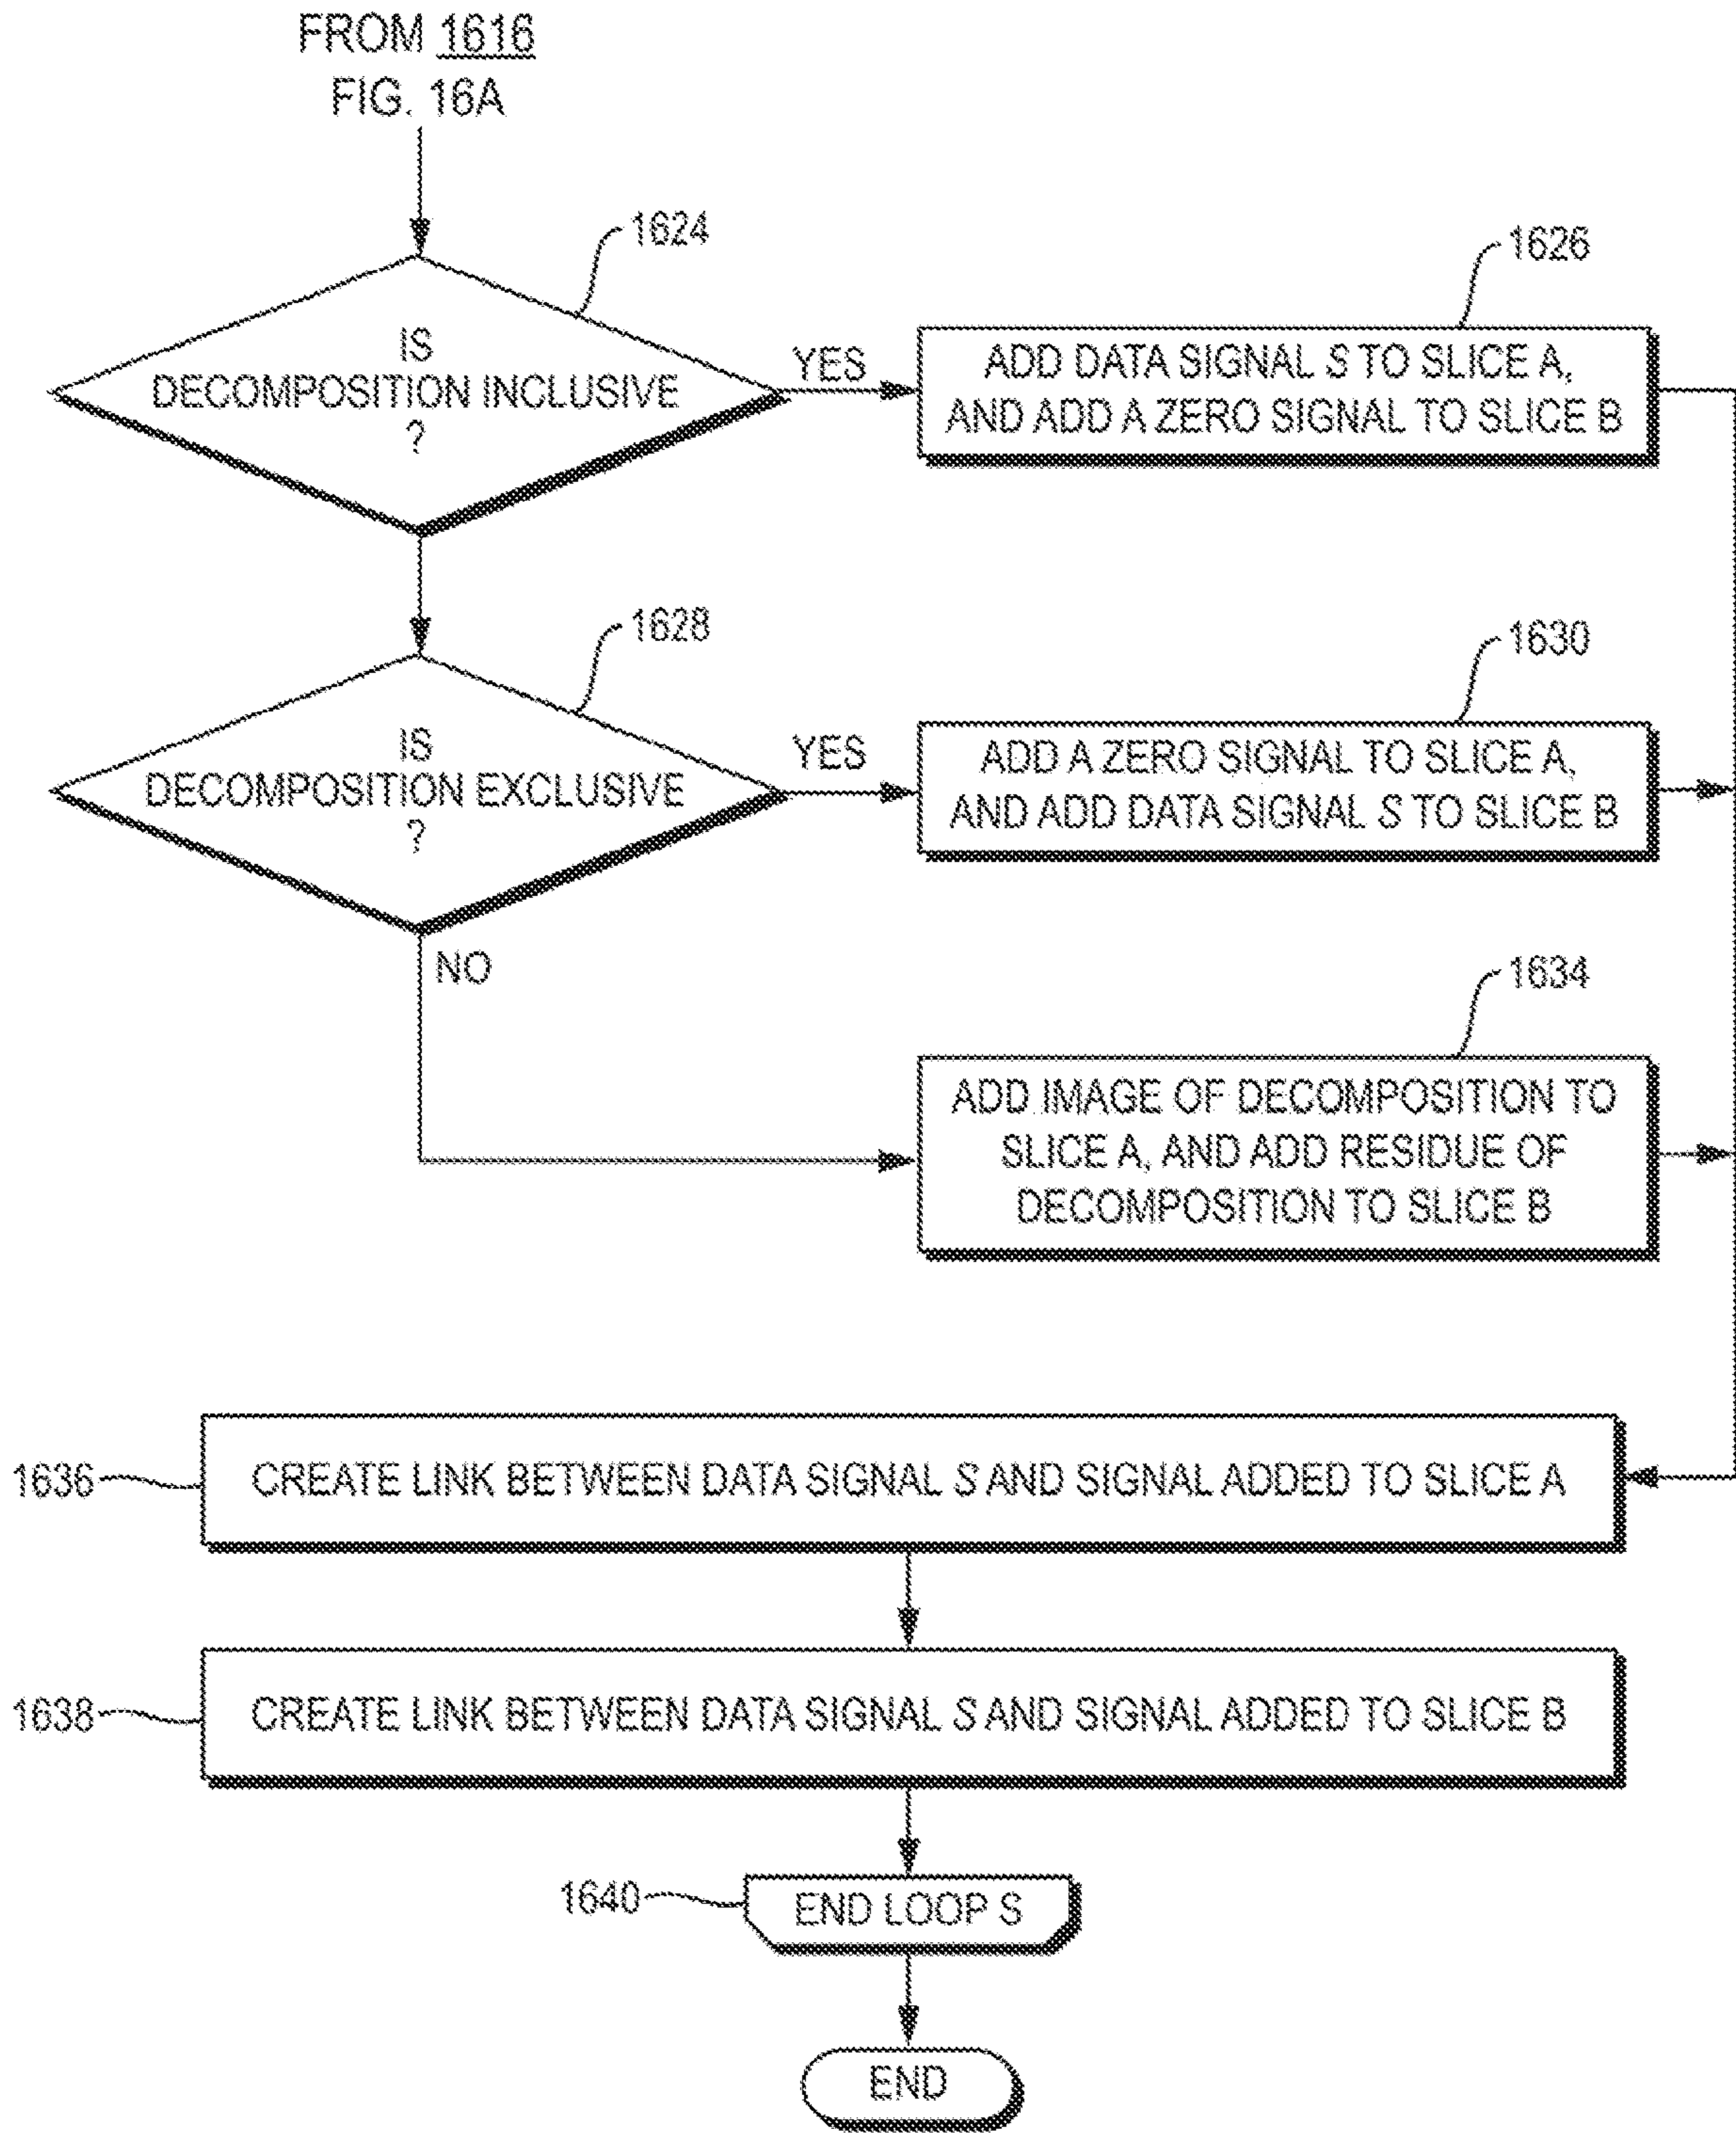 FROM 1616
FIG. 16A
1624
IS
DECOMPOSITION INCLUSIVE
?
YES
1626
ADD DATA SIGNAL S TO SLICE A,
AND ADD A ZERO SIGNAL TO SLICE B
1628
IS
DECOMPOSITION EXCLUSIVE
?
YES
NO
1630
ADD A ZERO SIGNAL TO SLICE A,
AND ADD DATA SIGNAL S TO SLICE B
1634
ADD IMAGE OF DECOMPOSITION TO
SLICE A, AND ADD RESIDUE OF
DECOMPOSITION TO SLICE B
1636
CREATE LINK BETWEEN DATA SIGNAL S AND SIGNAL ADDED TO SLICE A
1638
CREATE LINK BETWEEN DATA SIGNAL S AND SIGNAL ADDED TO SLICE B
1640
END LOOP S
END